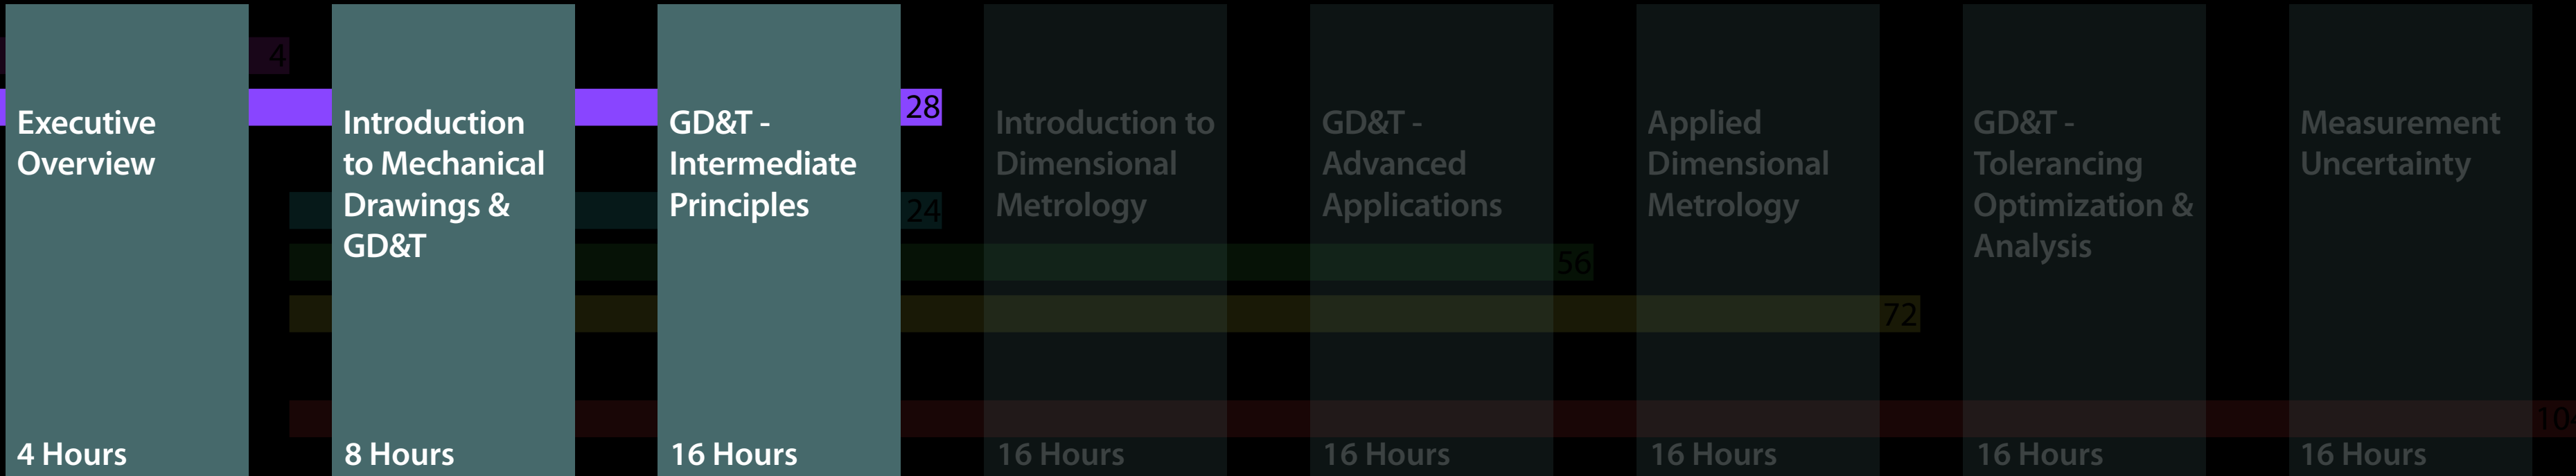 4
28
24
56
72
104
Executive
Overview
4 Hours
Introduction
to Mechanical
Drawings &
GD&T
8 Hours
GD&T -
Intermediate
Principles
16 Hours
Introduction to
Dimensional
Metrology
16 Hours
GD&T -
Advanced
Applications
16 Hours
Applied
Dimensional
Metrology
16 Hours
GD&T -
Tolerancing
Optimization &
Analysis
16 Hours
Measurement
Uncertainty
16 Hours